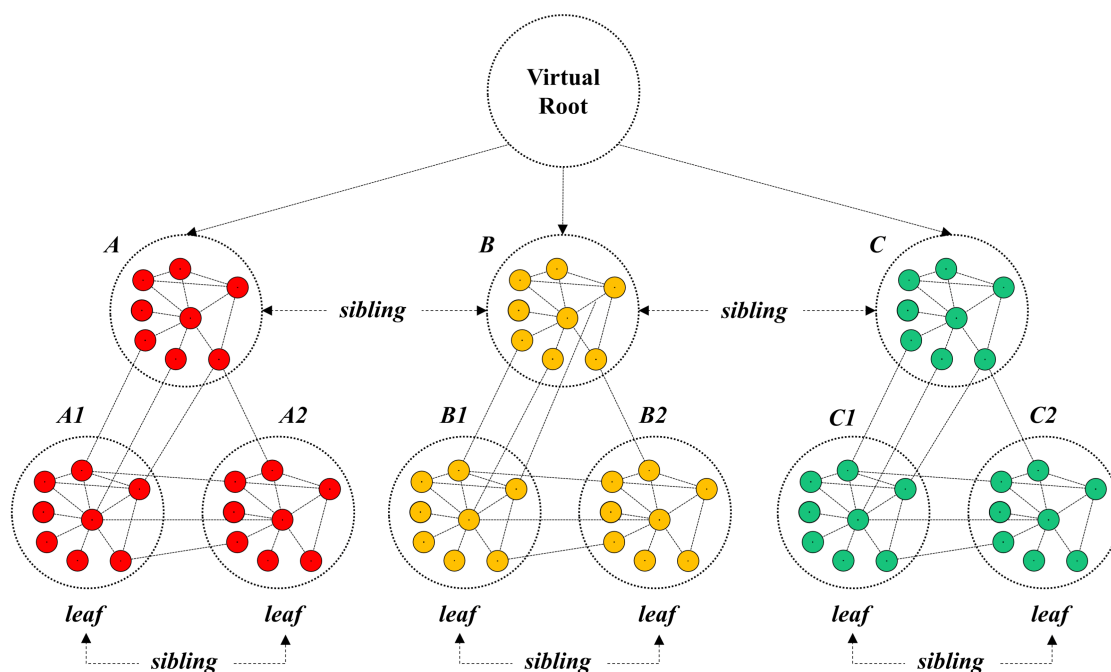 Virtual
Root
A
B
C
sibling
sibling
A1
A2
B1
B2
C1
C2
leaf
leaf
leaf
leaf
leaf
leaf
sibling
sibling
sibling